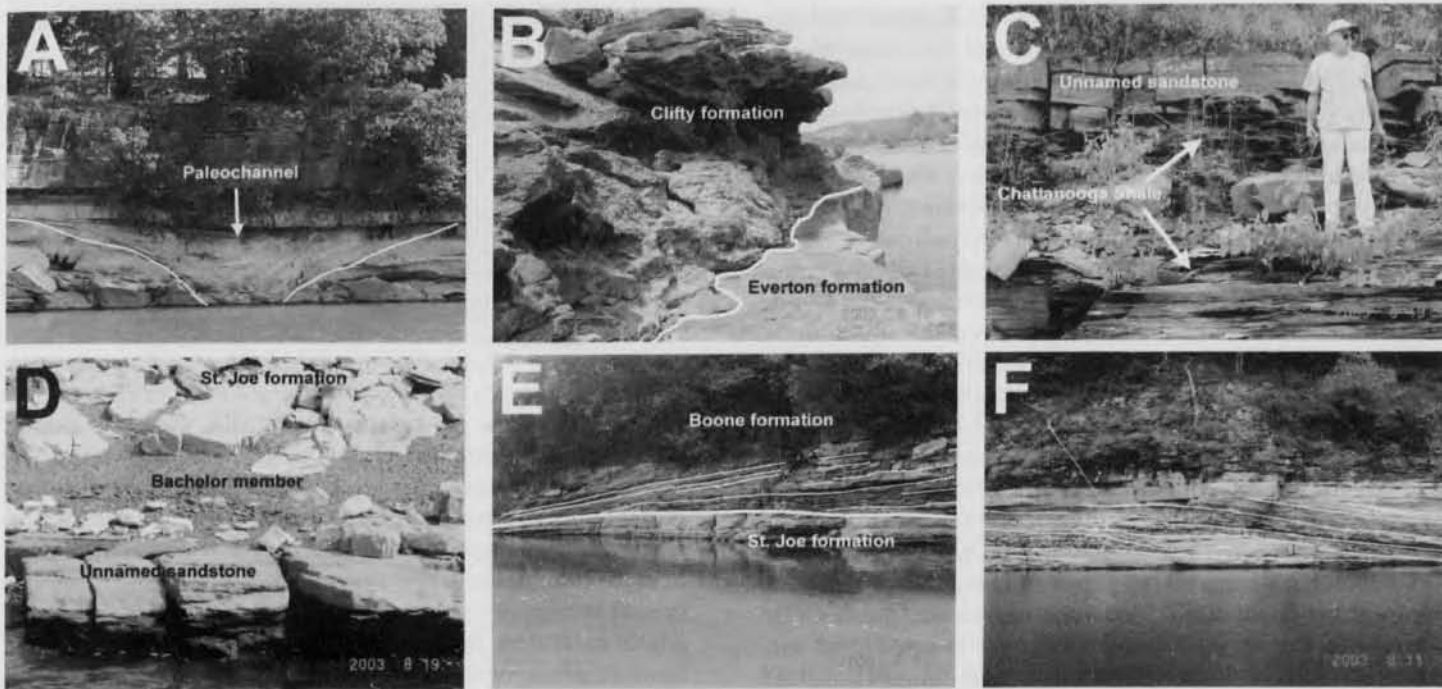 A
Paleochannel
B
Clifty formation
Everton formation
C
Unnamed sandstone
Chattanooga Shale
D
St. Joe formation
Bachelor member
Unnamed sandstone
2003 8 19
E
Boone formation
St. Joe formation
F
2003 8 11